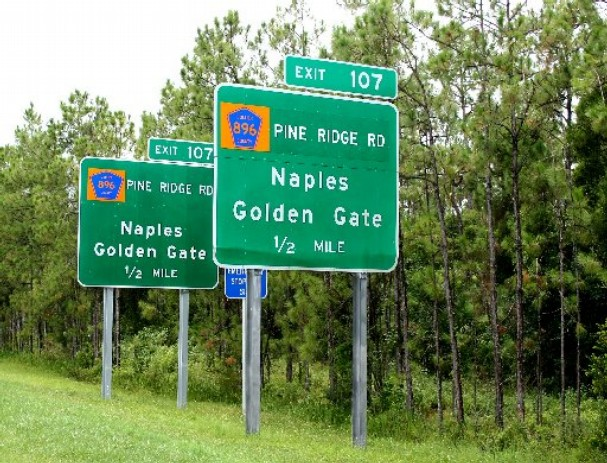 EXIT 107
896
PINE RIDGE RD
Naples
Golden Gate
1/2 MILE
EXIT 107
896
PINE RIDGE RD
Naples
Golden Gate
1/2 MILE